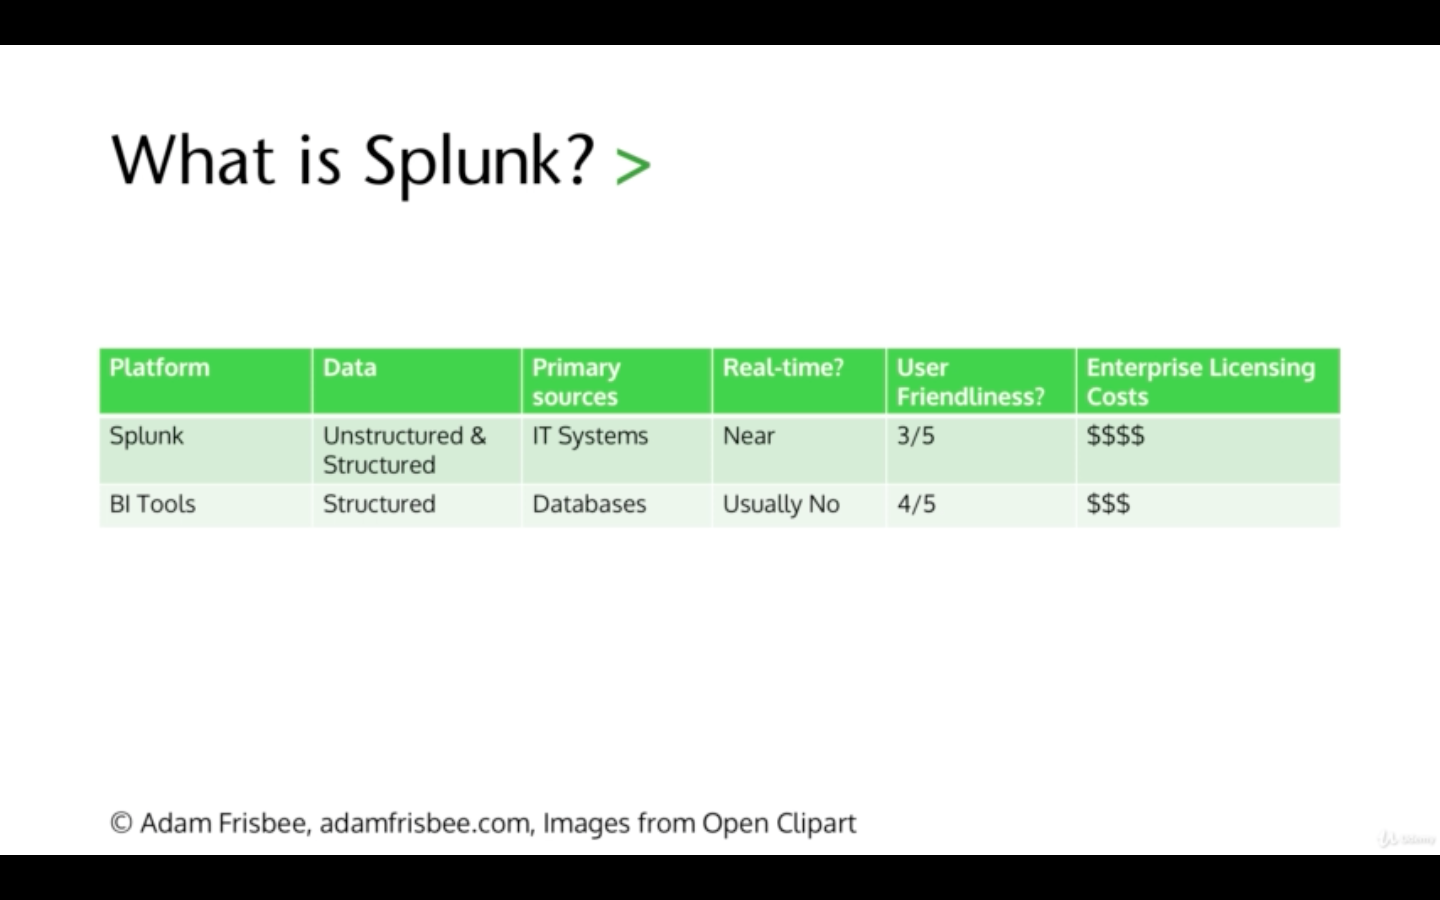 What is Splunk? >
Platform Data Primary sources Real-time? User Friendliness? Enterprise Licensing Costs
Splunk Unstructured & Structured IT Systems Near 3/5 $$$$
BI Tools Structured Databases Usually No 4/5 $$$
© Adam Frisbee, adamfrisbee.com, Images from Open Clipart
Udemy